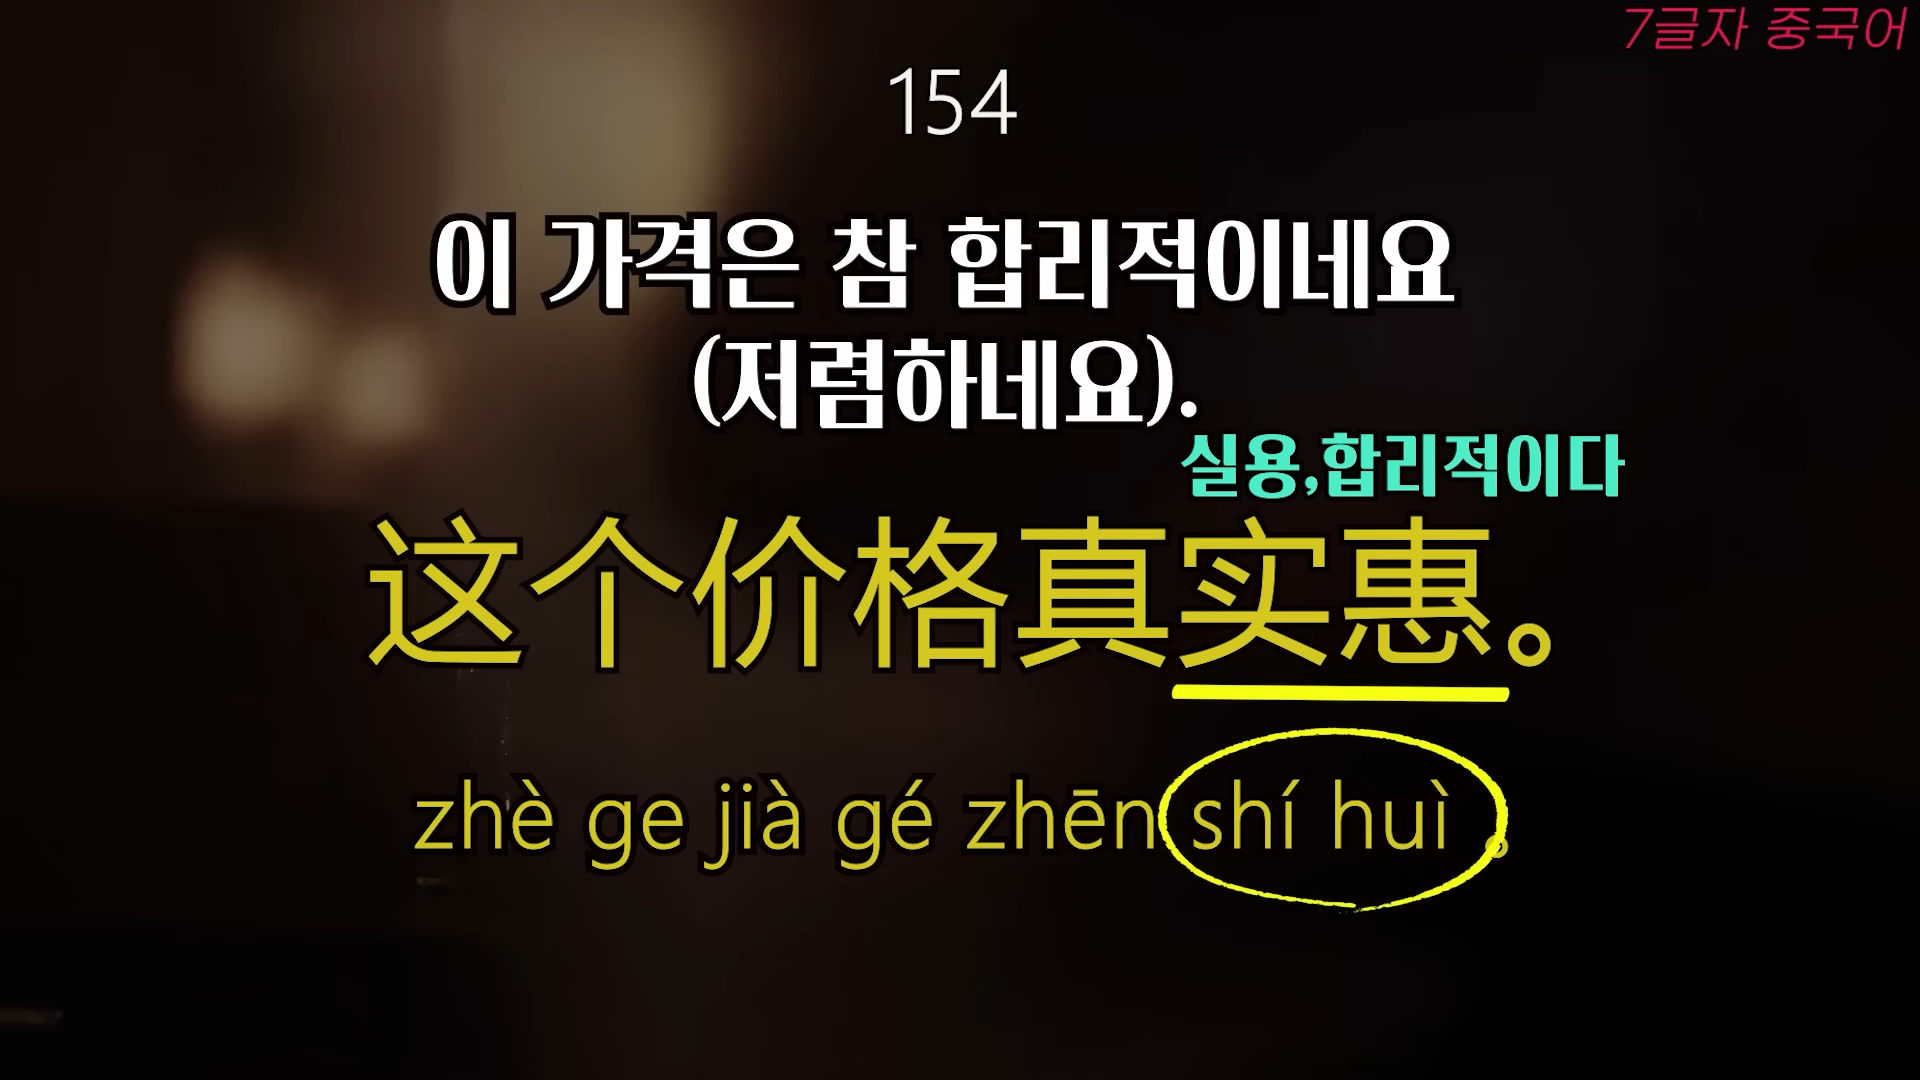 7글자 중국어
154
이 가격은 참 합리적이네요
(저렴하네요).
실용,합리적이다
这个价格真实惠。
zhè ge jià gé zhēn shí huì 。